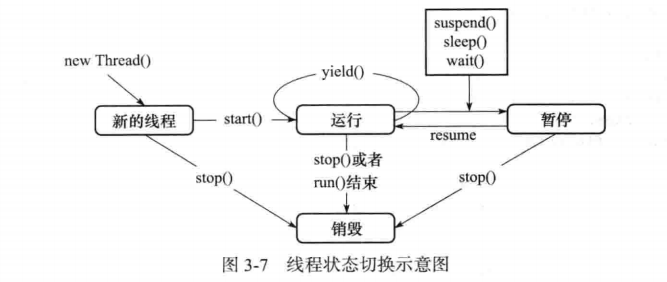 suspend()
sleep()
wait()
new Thread()
yield()
新的线程
start()
运行
resume
暂停
stop()或者
run()结束
stop()
stop()
销毁
图 3-7 线程状态切换示意图